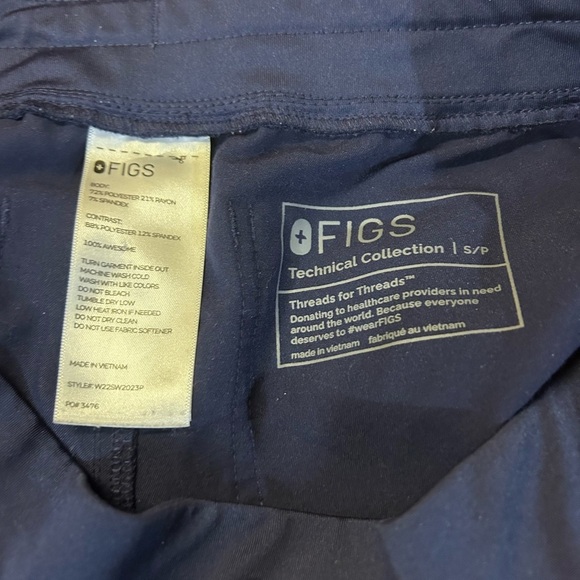 FIGS
BODY:
72% POLYESTER 21% RAYON
7% SPANDEX
CONTRAST:
88% POLYESTER 12% SPANDEX
100% AWESOME
TURN GARMENT INSIDE OUT
MACHINE WASH COLD
WASH WITH LIKE COLORS
DO NOT BLEACH
TUMBLE DRY LOW
LOW HEAT IRON IF NEEDED
DO NOT DRY CLEAN
DO NOT USE FABRIC SOFTENER
MADE IN VIETNAM
STYLE# W22SW2023P
PO# 3476
FIGS
Technical Collection | S/P
Threads for Threads™
Donating to healthcare providers in need
around the world. Because everyone
deserves to #wearFIGS
made in vietnam fabriqué au vietnam